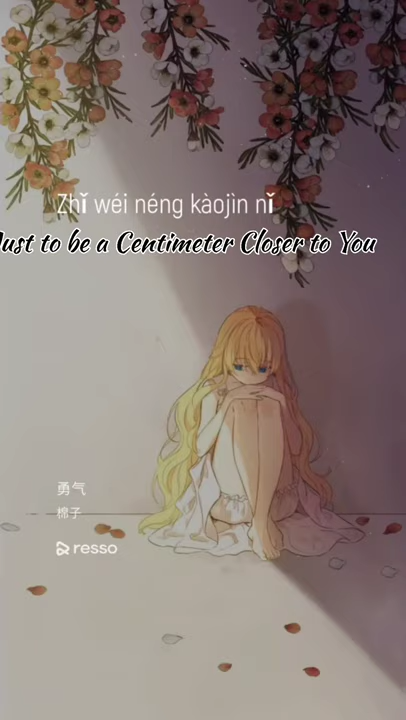 Zhǐ wéi néng kàojìn nǐ
Just to be a Centimeter Closer to You
勇气
棉子
resso